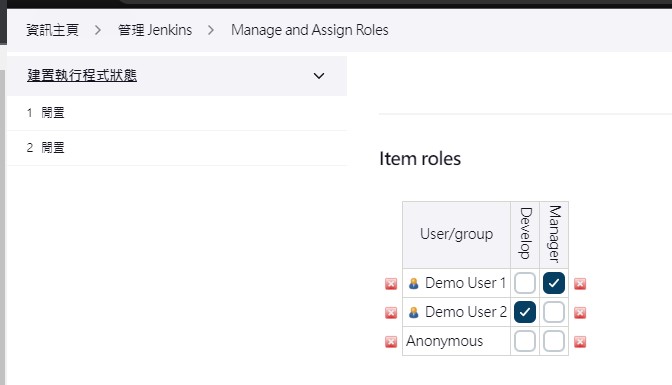 資訊主頁 > 管理 Jenkins > Manage and Assign Roles
建置執行程式狀態
1 閒置
2 閒置
Item roles
User/group Develop Manager
Demo User 1
Demo User 2
Anonymous